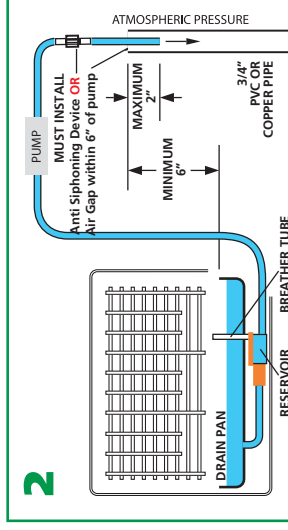 2
ATMOSPHERIC PRESSURE
PUMP
MUST INSTALL
Anti Siphoning Device OR
Air Gap within 6" of pump
MAXIMUM
2"
MINIMUM
6"
3/4"
PVC OR
COPPER PIPE
DRAIN PAN
RESERVOIR
BREATHER TUBE